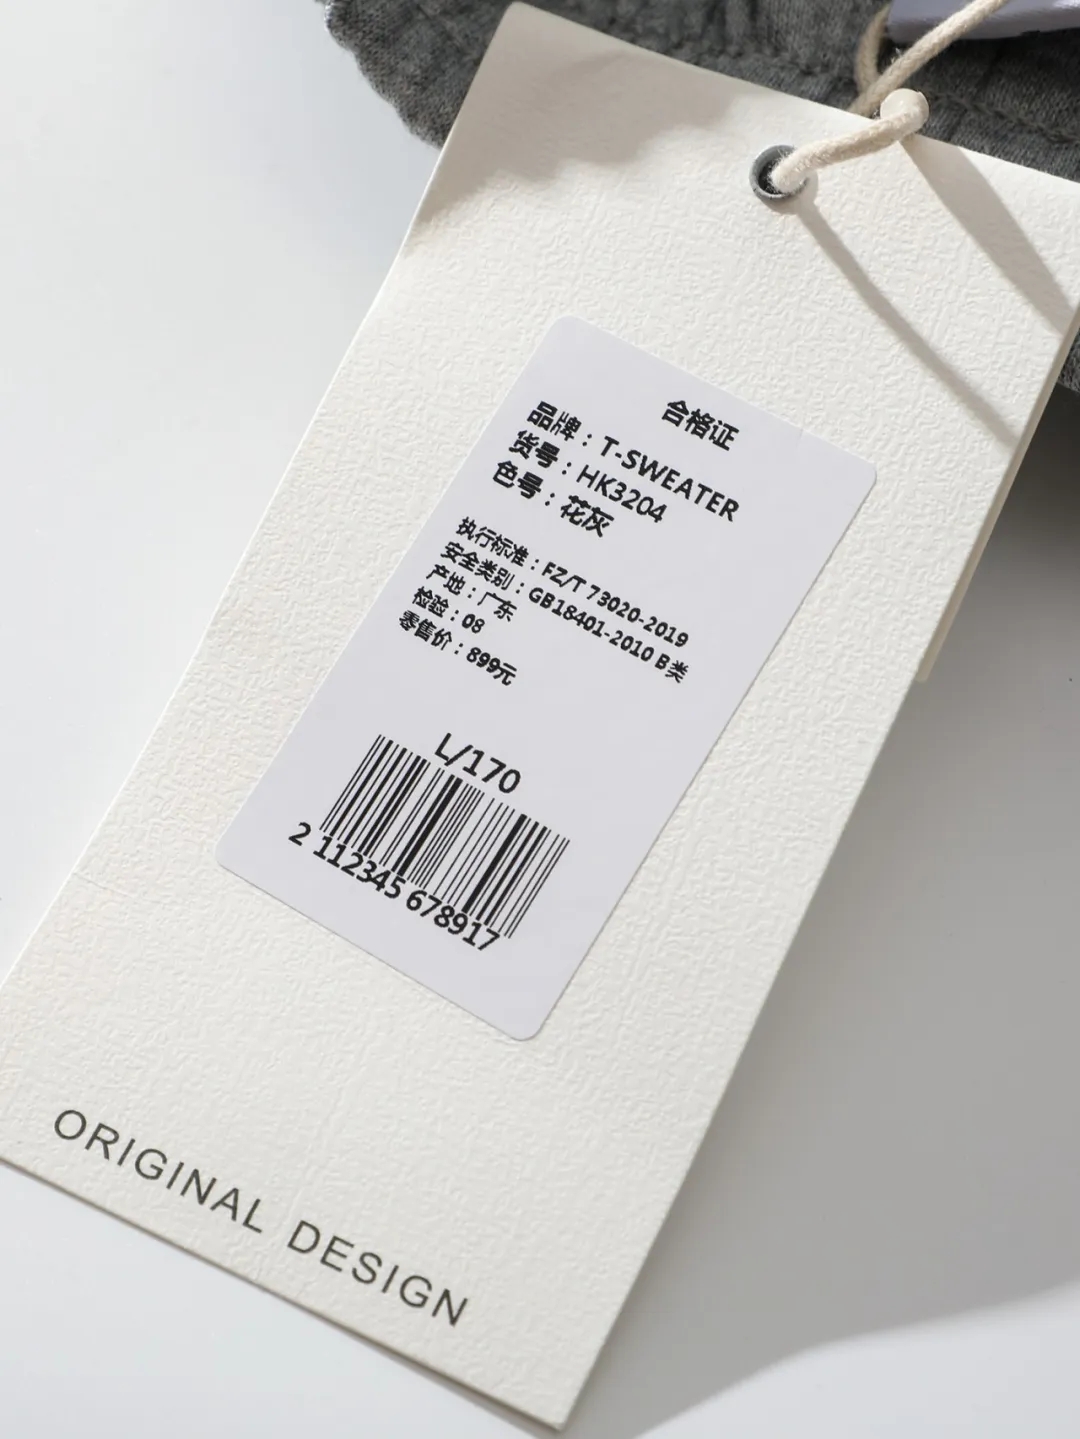 合格证
品牌：T-SWEATER
货号：HK3204
色号：花灰
执行标准：FZ/T 73020-2019
安全类别：GB18401-2010 B类
产地：广东
检验：08
零售价：899元
L/170
2 112345 678917
ORIGINAL DESIGN